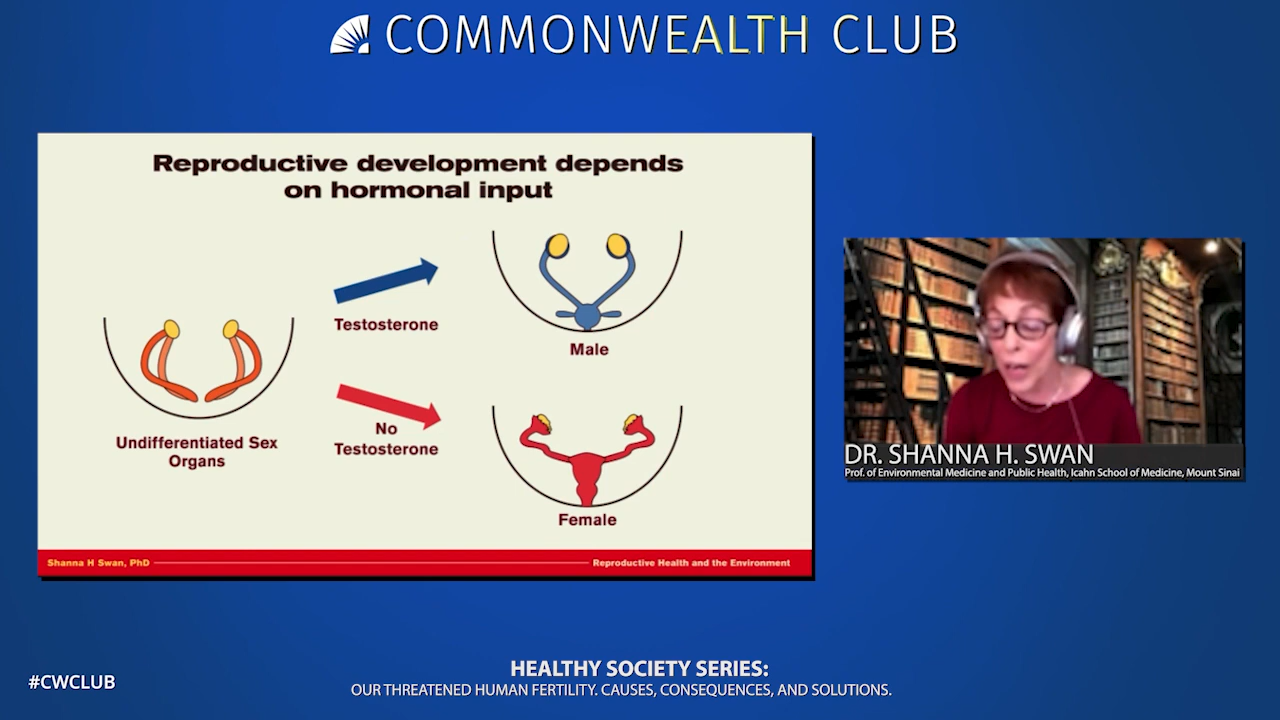 COMMONWEALTH CLUB
Reproductive development depends
on hormonal input
Testosterone
Male
Undifferentiated Sex
Organs
No
Testosterone
Female
Shanna H Swan, PhD
Reproductive Health and the Environment
DR. SHANNA H. SWAN
Prof. of Environmental Medicine and Public Health, Icahn School of Medicine, Mount Sinai
#CWCLUB
HEALTHY SOCIETY SERIES:
OUR THREATENED HUMAN FERTILITY. CAUSES, CONSEQUENCES, AND SOLUTIONS.